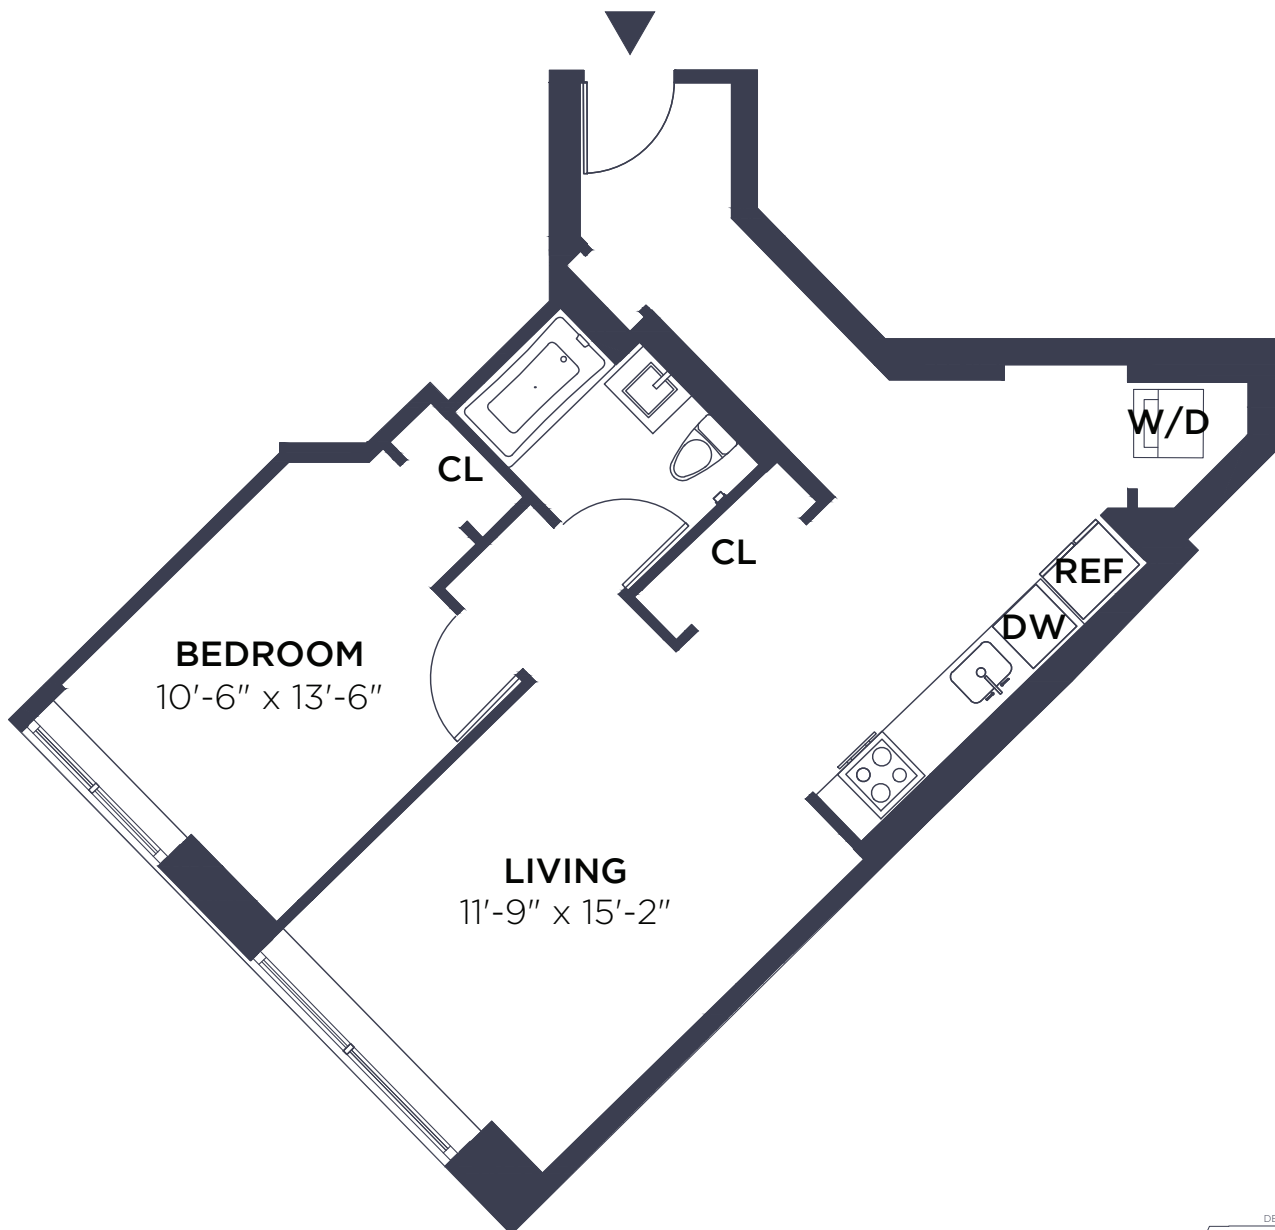 W/D
CL
CL
REF
DW
BEDROOM
10'-6" x 13'-6"
LIVING
11'-9" x 15'-2"